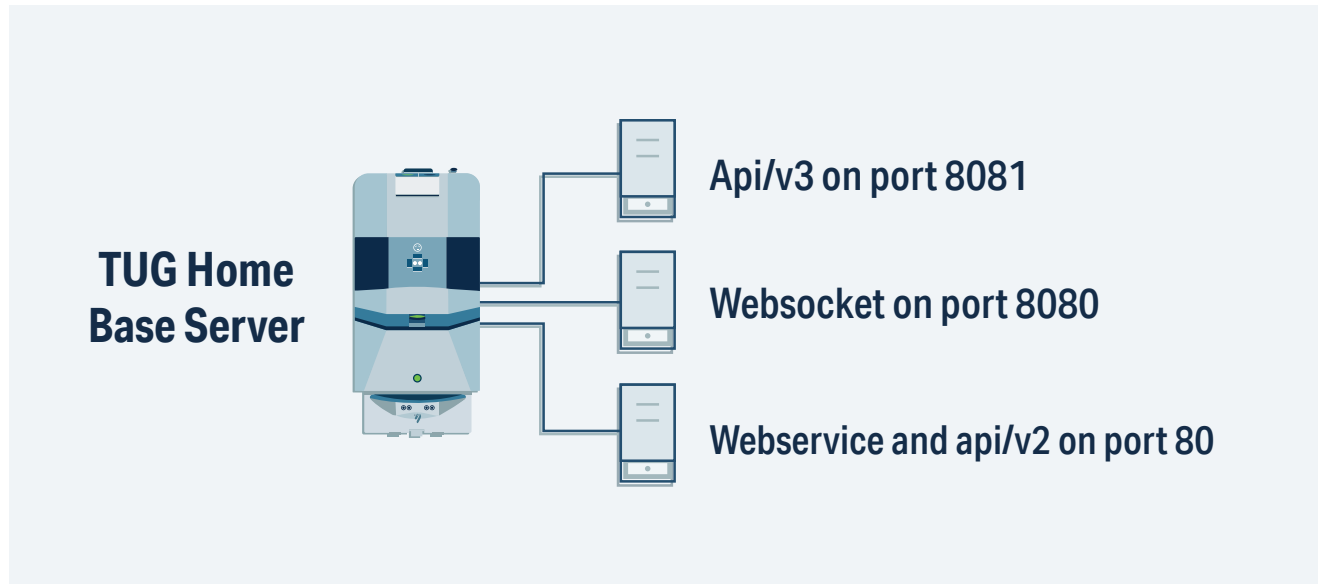 TUG Home
Base Server
Api/v3 on port 8081
Websocket on port 8080
Webservice and api/v2 on port 80